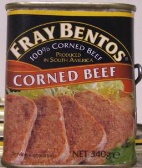 FRAY BENTOS
100% CORNED BEEF
PRODUCED
IN SOUTH AMERICA
CORNED BEEF
NET 340g